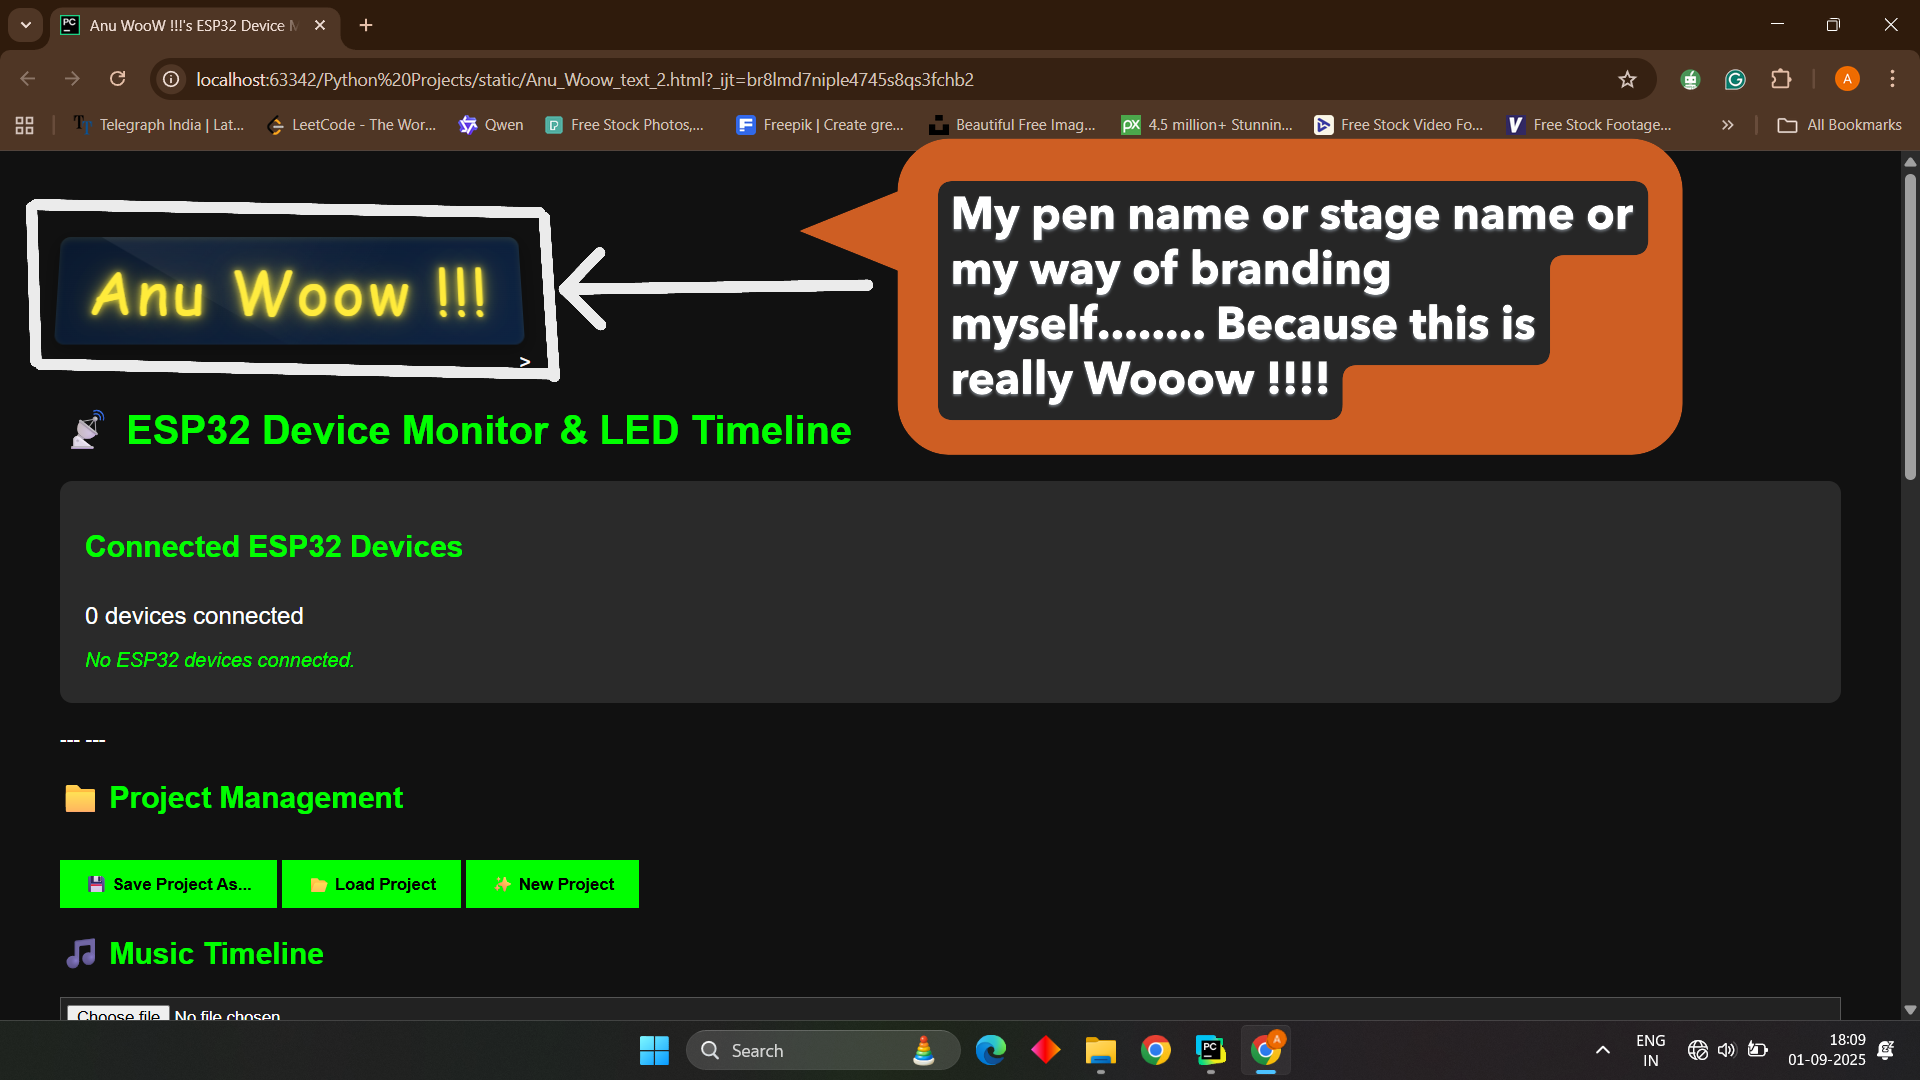 Anu WooW !!!'s ESP32 Device M
localhost:63342/Python%20Projects/static/Anu_Woow_text_2.html?_ijt=br8lmd7niple4745s8qs3fchb2
A
Telegraph India | Lat...
LeetCode - The Wor...
Qwen
Free Stock Photos,...
Freepik | Create gre...
Beautiful Free Imag...
4.5 million+ Stunnin...
Free Stock Video Fo...
Free Stock Footage...
All Bookmarks
My pen name or stage name or
my way of branding
myself........ Because this is
really Wooow !!!!
Anu Woow !!!
>
ESP32 Device Monitor & LED Timeline
Connected ESP32 Devices
0 devices connected
No ESP32 devices connected.
--- ---
Project Management
Save Project As... Load Project New Project
Music Timeline
Choose file No file chosen
Search
ENG
IN
18:09
01-09-2025